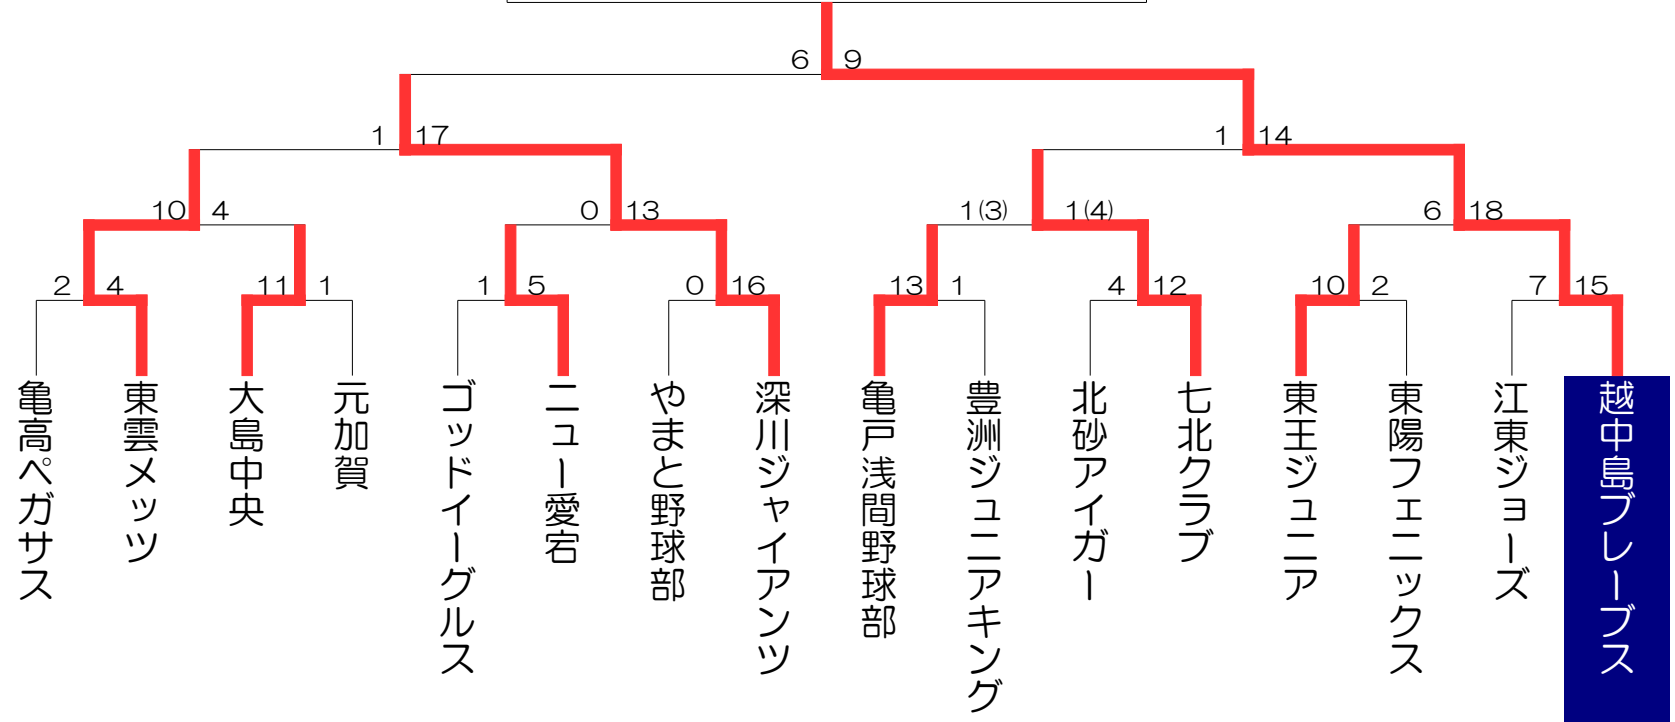 6 9
1 17 1 14
10 4 0 13 1(3) 1(4) 6 18
2 4 11 1 1 5 0 16 13 1 4 12 10 2 7 15
亀高ペガサス
東雲メッツ
大島中央
元加賀
ゴッドイーグルス
ニュー愛宕
やまと野球部
深川ジャイアンツ
亀戸浅間野球部
豊洲ジュニアキング
北砂アイガー
七北クラブ
東王ジュニア
東陽フェニックス
江東ジョーズ
越中島ブレーブス